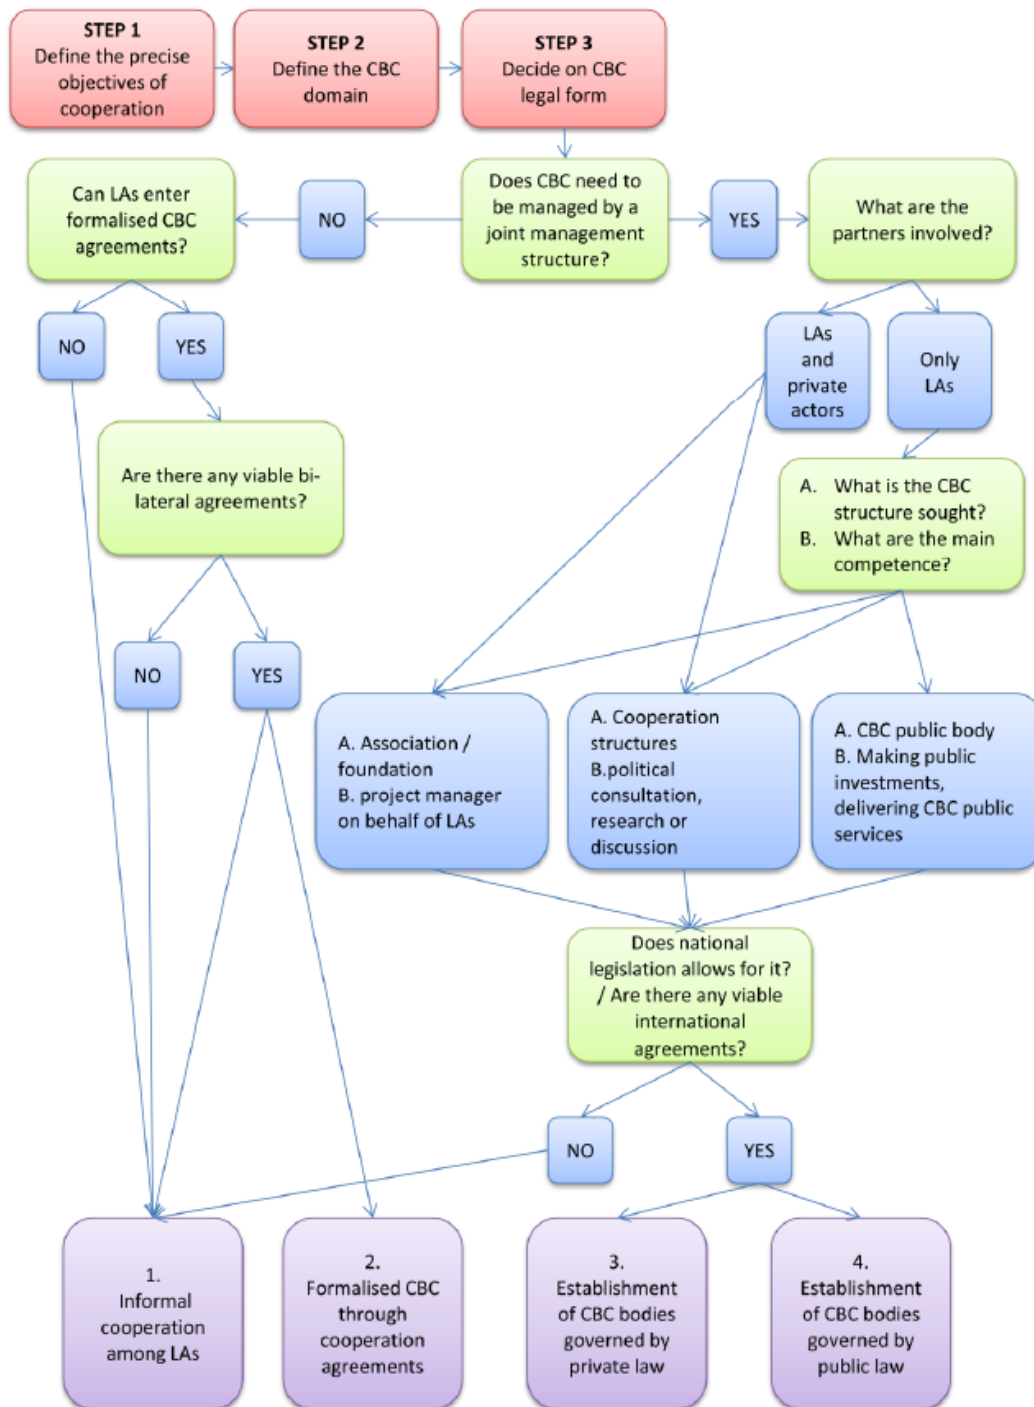 STEP 1
Define the precise
objectives of
cooperation
STEP 2
Define the CBC
domain
STEP 3
Decide on CBC
legal form
Can LAs enter
formalised CBC
agreements?
NO
Does CBC need to
be managed by a
joint management
structure?
YES
What are the
partners involved?
NO
YES
LAs
and
private
actors
Only
LAs
Are there any viable bi-
lateral agreements?
A. What is the CBC
structure sought?
B. What are the main
competence?
NO
YES
A. Association /
foundation
B. project manager
on behalf of LAs
A. Cooperation
structures
B.political
consultation,
research or
discussion
A. CBC public body
B. Making public
investments,
delivering CBC public
services
Does national
legislation allows for it?
/ Are there any viable
international
agreements?
NO
YES
1.
Informal
cooperation
among LAs
2.
Formalised CBC
through
cooperation
agreements
3.
Establishment
of CBC bodies
governed by
private law
4.
Establishment
of CBC bodies
governed by
public law